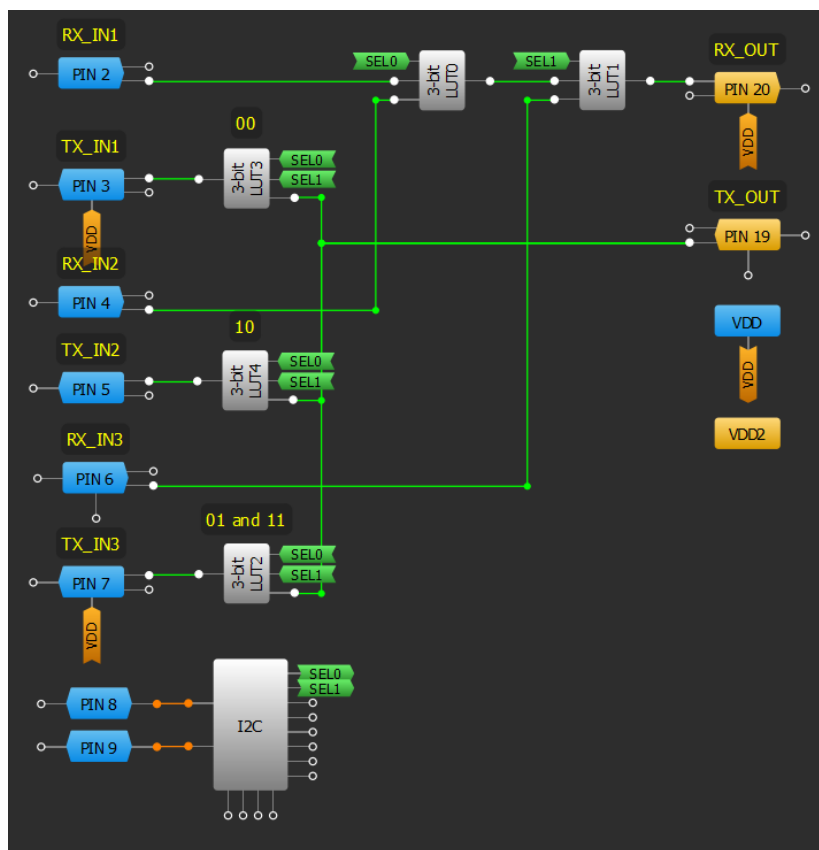 RX_IN1
PIN 2
SEL0
3-bit
LUT0
SEL1
3-bit
LUT1
RX_OUT
PIN 20
VDD
00
TX_IN1
PIN 3
VDD
3-bit
LUT3
SEL0
SEL1
TX_OUT
PIN 19
RX_IN2
PIN 4
10
TX_IN2
PIN 5
3-bit
LUT4
SEL0
SEL1
VDD
VDD
VDD2
RX_IN3
PIN 6
01 and 11
TX_IN3
PIN 7
VDD
3-bit
LUT2
SEL0
SEL1
PIN 8
PIN 9
I2C
SEL0
SEL1